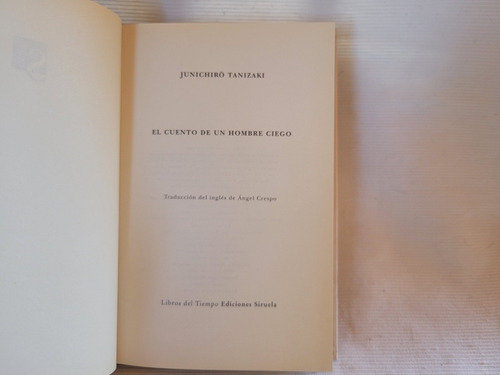 JUNICHIRŌ TANIZAKI
EL CUENTO DE UN HOMBRE CIEGO
Traducción del inglés de Ángel Crespo
Libros del Tiempo Ediciones Siruela